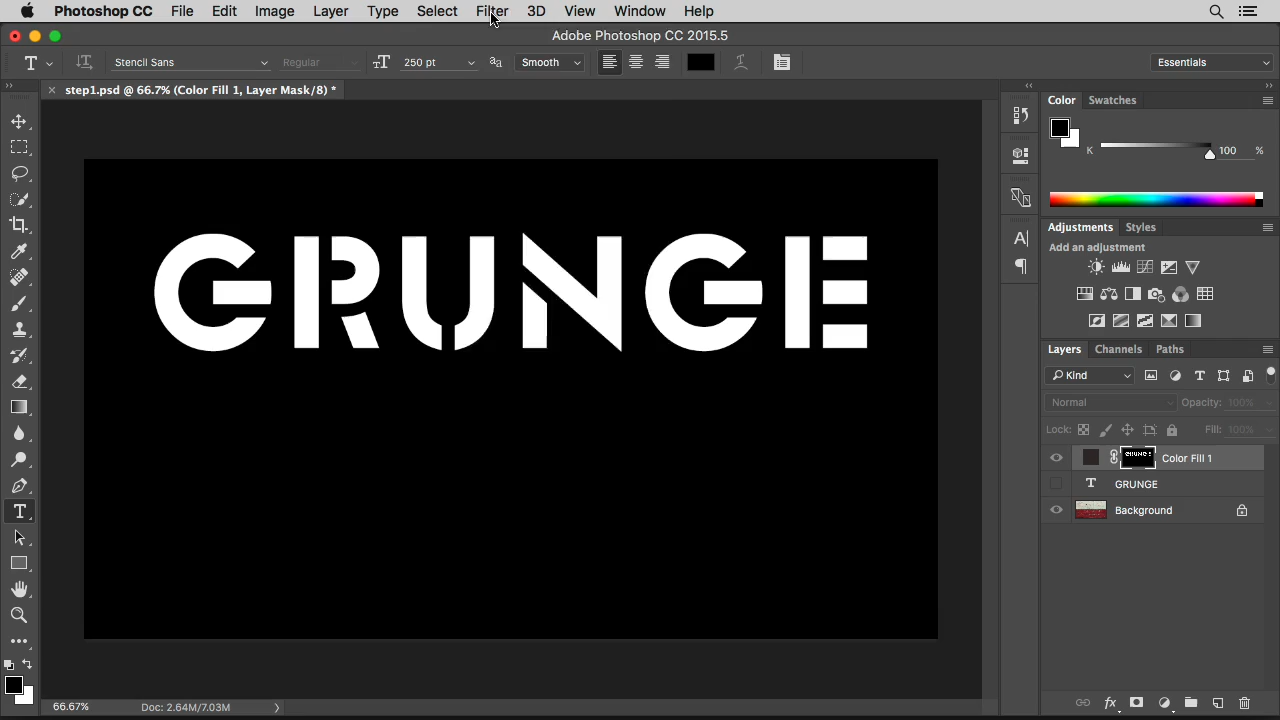 Photoshop CC File Edit Image Layer Type Select Filter 3D View Window Help
Adobe Photoshop CC 2015.5
T Stencil Sans Regular 250 pt aa Smooth Essentials
step1.psd @ 66.7% (Color Fill 1, Layer Mask/8) *
Color Swatches
K 100 %
Adjustments Styles
Add an adjustment
GRUNGE
Layers Channels Paths
Kind
Normal Opacity: 100%
Lock: Fill: 100%
Color Fill 1
T GRUNGE
Background
66.67% Doc: 2.64M/7.03M